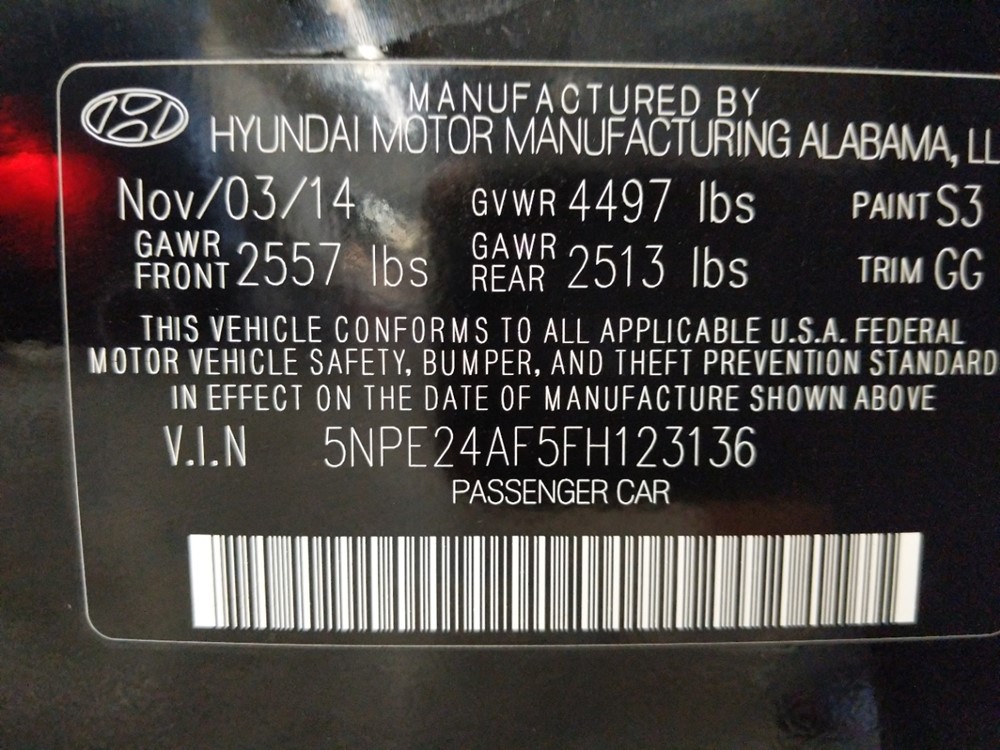 MANUFACTURED BY
HYUNDAI MOTOR MANUFACTURING ALABAMA, LL
Nov/03/14 GVWR 4497 lbs PAINT S3
GAWR FRONT 2557 lbs GAWR REAR 2513 lbs TRIM GG
THIS VEHICLE CONFORMS TO ALL APPLICABLE U.S.A. FEDERAL
MOTOR VEHICLE SAFETY, BUMPER, AND THEFT PREVENTION STANDARD
IN EFFECT ON THE DATE OF MANUFACTURE SHOWN ABOVE
V.I.N 5NPE24AF5FH123136
PASSENGER CAR